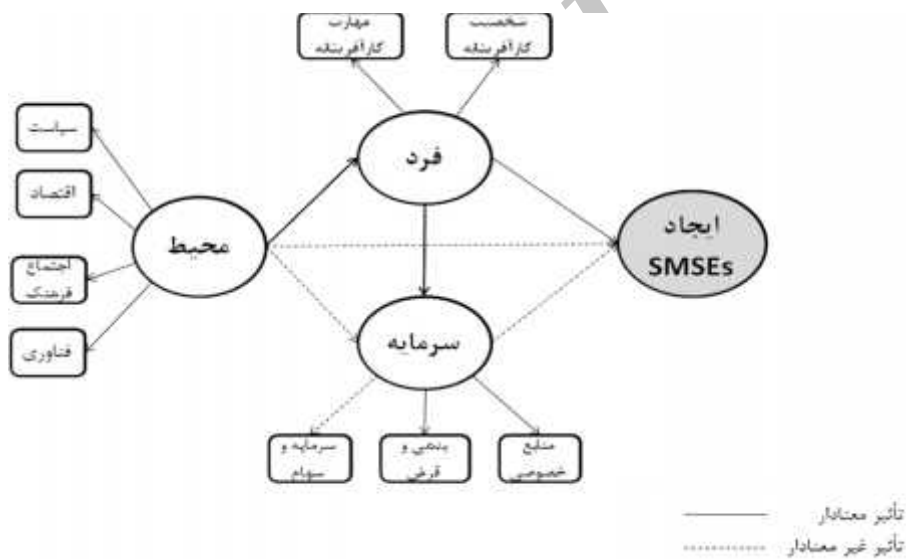 مهارت
کارآفرینانه
شخصیت
کارآفرینانه
سیاست
اقتصاد
اجتماع
فرهنگ
فناوری
محیط
فرد
سرمایه
ایجاد
SMSEs
سرمایه و
سهام
بدهی و
قرض
منابع
خصوصی
تأثیر معنادار
تأثیر غیر معنادار